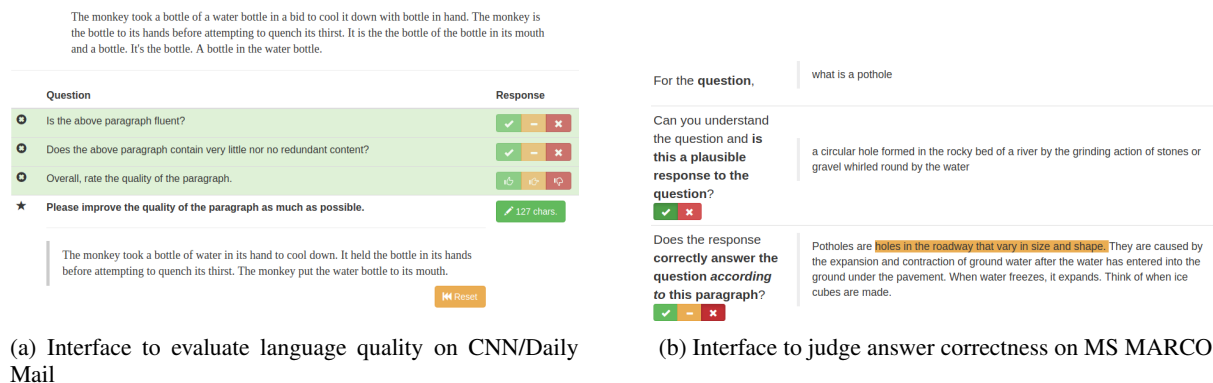 The monkey took a bottle of a water bottle in a bid to cool it down with bottle in hand. The monkey is
the bottle to its hands before attempting to quench its thirst. It is the the bottle of the bottle in its mouth
and a bottle. It's the bottle. A bottle in the water bottle.
Question Response
Is the above paragraph fluent?
Does the above paragraph contain very little nor no redundant content?
Overall, rate the quality of the paragraph.
Please improve the quality of the paragraph as much as possible. 127 chars.
The monkey took a bottle of water in its hand to cool down. It held the bottle in its hands
before attempting to quench its thirst. The monkey put the water bottle to its mouth.
Reset
(a) Interface to evaluate language quality on CNN/Daily
Mail
For the question,
what is a pothole
Can you understand
the question and is
this a plausible
response to the
question?
a circular hole formed in the rocky bed of a river by the grinding action of stones or
gravel whirled round by the water
Does the response
correctly answer the
question according
to this paragraph?
Potholes are holes in the roadway that vary in size and shape. They are caused by
the expansion and contraction of ground water after the water has entered into the
ground under the pavement. When water freezes, it expands. Think of when ice
cubes are made.
(b) Interface to judge answer correctness on MS MARCO